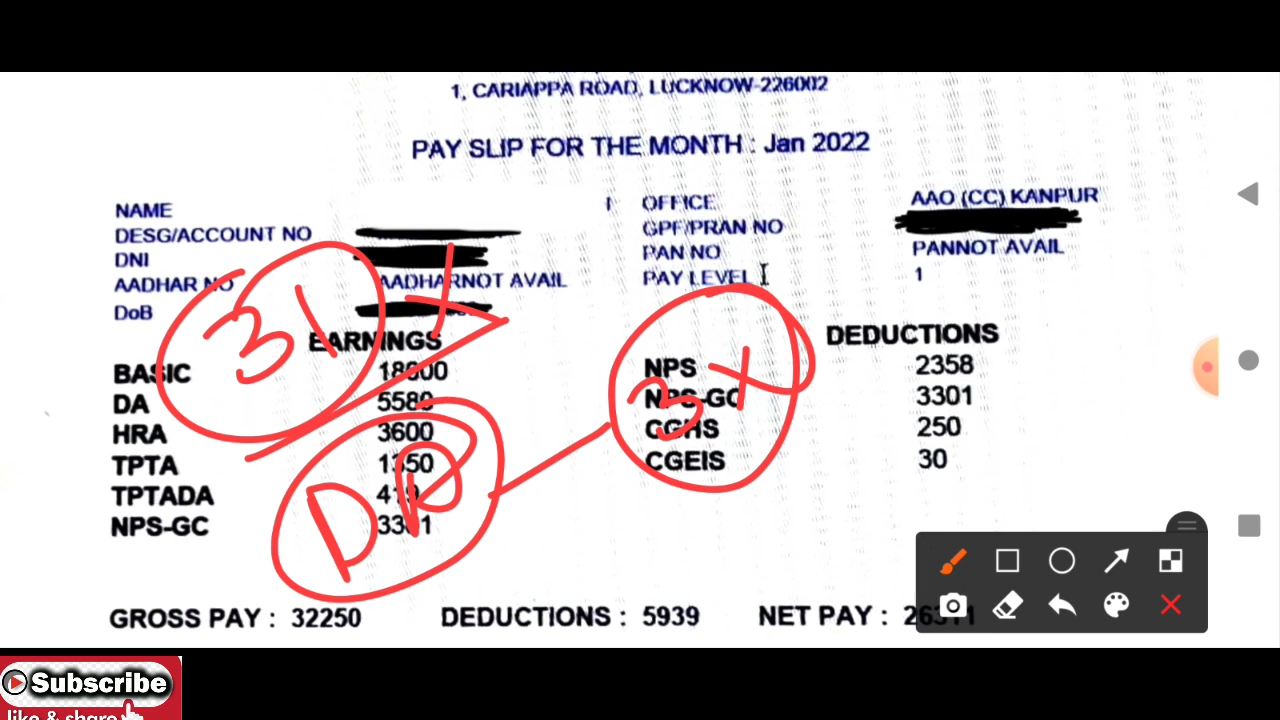 1, CARIAPPA ROAD, LUCKNOW-226002
PAY SLIP FOR THE MONTH : Jan 2022
NAME
DESG/ACCOUNT NO
DNI
AADHAR NO AADHARNOT AVAIL
DoB
OFFICE AAO (CC) KANPUR
GPF/PRAN NO
PAN NO PANNOT AVAIL
PAY LEVEL 1
EARNINGS
BASIC 18000
DA 5580
HRA 3600
TPTA 1350
TPTADA 419
NPS-GC 3301
DEDUCTIONS
NPS 2358
NPS-GC 3301
CGHS 250
CGEIS 30
GROSS PAY : 32250 DEDUCTIONS : 5939 NET PAY : 26311
31
3
Subscribe
like & share